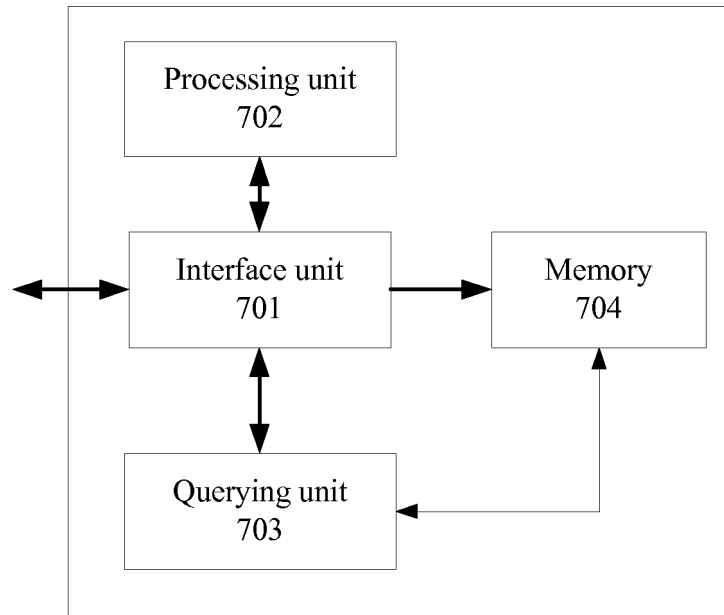 Processing unit
702
Interface unit
701
Memory
704
Querying unit
703